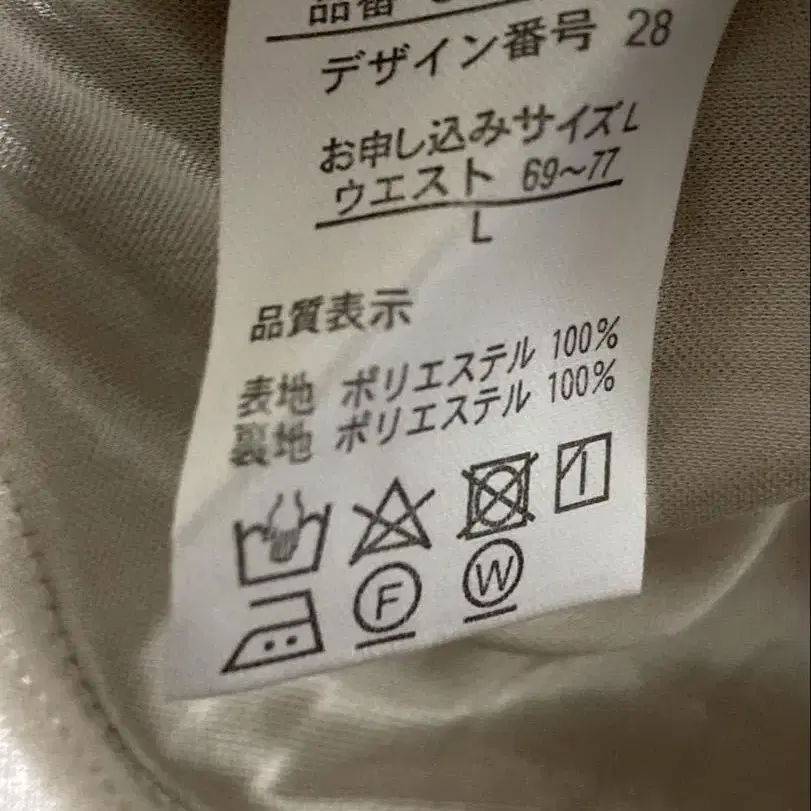 品番
デザイン番号 28
お申し込みサイズL
ウエスト 69~77
L
品質表示
表地 ポリエステル 100%
裏地 ポリエステル 100%
F W